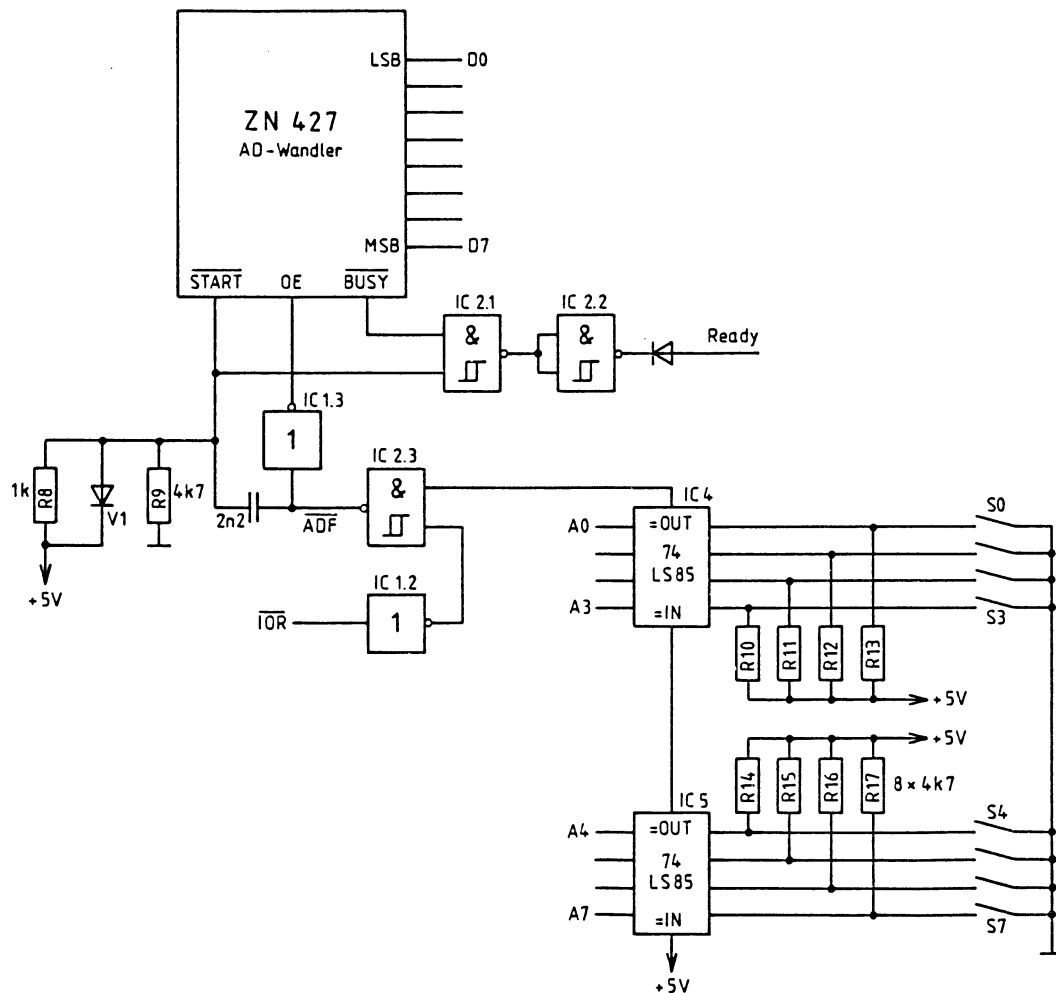 LSB
D0
ZN 427
AD-Wandler
MSB
D7
START
OE
BUSY
IC 2.1
&
IC 2.2
&
Ready
IC 1.3
1
1k
R8
V1
R9
4k7
+5V
2n2
ADF
IC 2.3
&
IC 1.2
IOR
1
IC 4
A0
=OUT
74
LS85
A3
=IN
S0
S3
R10
R11
R12
R13
+5V
+5V
R14
R15
R16
R17
8 x 4k7
IC 5
A4
=OUT
74
LS85
A7
=IN
S4
S7
+5V